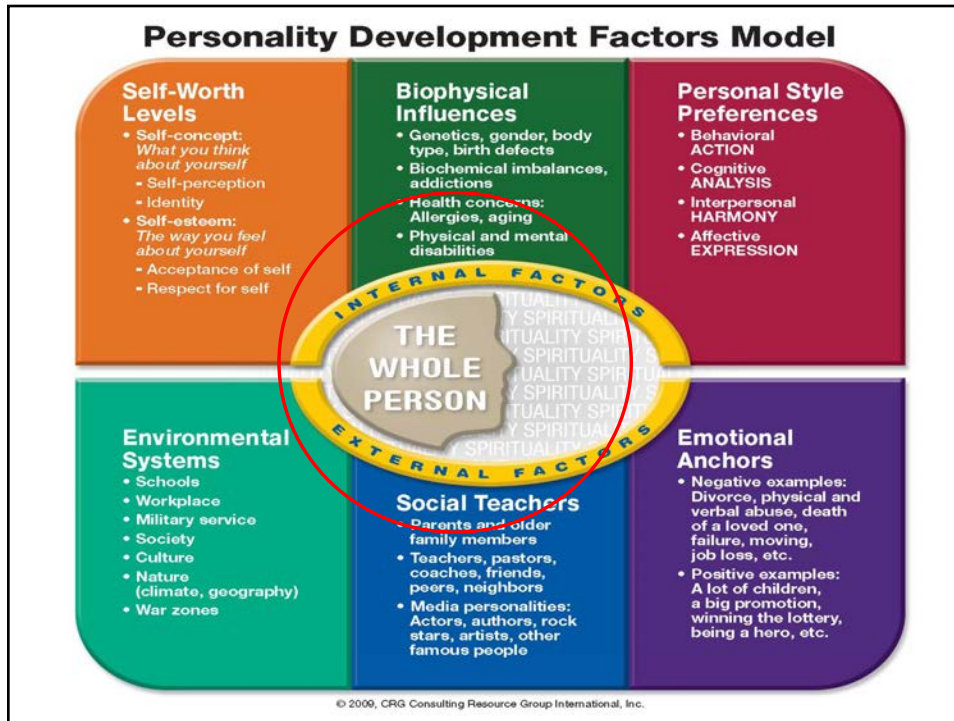 Personality Development Factors Model
Self-Worth
Levels
• Self-concept:
What you think
about yourself
- Self-perception
- Identity
• Self-esteem:
The way you feel
about yourself
- Acceptance of self
- Respect for self
Biophysical
Influences
• Genetics, gender, body
type, birth defects
• Biochemical imbalances,
addictions
• Health concerns:
Allergies, aging
• Physical and mental
disabilities
Personal Style
Preferences
• Behavioral
ACTION
• Cognitive
ANALYSIS
• Interpersonal
HARMONY
• Affective
EXPRESSION
INTERNAL FACTORS
THE
WHOLE
PERSON
SPIRITUALITY
EXTERNAL FACTORS
Environmental
Systems
• Schools
• Workplace
• Military service
• Society
• Culture
• Nature
(climate, geography)
• War zones
Social Teachers
• Parents and older
family members
• Teachers, pastors,
coaches, friends,
peers, neighbors
• Media personalities:
Actors, authors, rock
stars, artists, other
famous people
Emotional
Anchors
• Negative examples:
Divorce, physical and
verbal abuse, death
of a loved one,
failure, moving,
job loss, etc.
• Positive examples:
A lot of children,
a big promotion,
winning the lottery,
being a hero, etc.
© 2009, CRG Consulting Resource Group International, Inc.